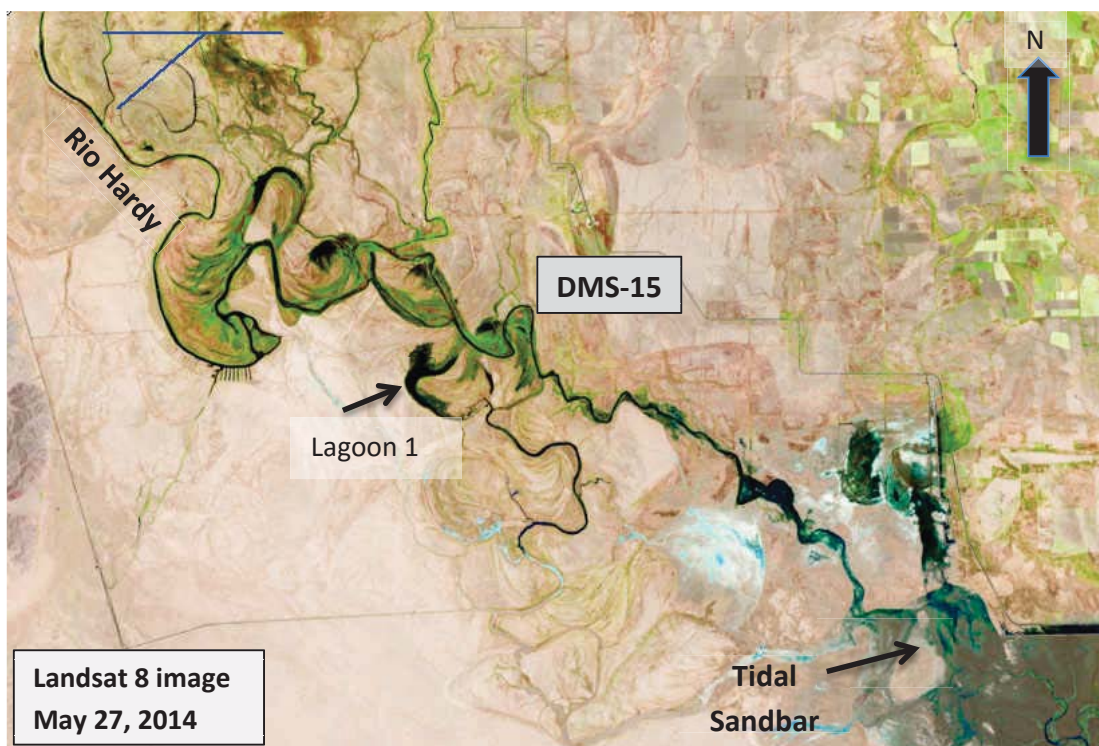 N
Rio Hardy
DMS-15
Lagoon 1
Tidal
Sandbar
Landsat 8 image
May 27, 2014